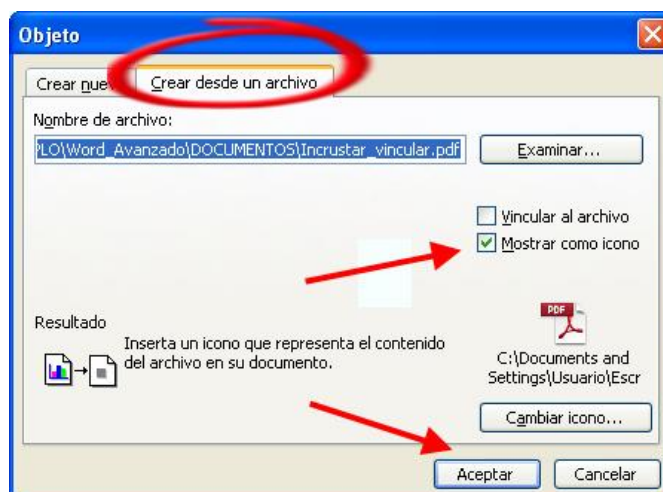 Objeto
Crear nuev
Crear desde un archivo
Nombre de archivo:
PLO\Word_Avanzado\DOCUMENTOS\Incrustar_vincular.pdf
Examinar...
Vincular al archivo
Mostrar como icono
Resultado
Inserta un icono que representa el contenido
del archivo en su documento.
PDF
C:\Documents and
Settings\Usuario\Escr
Cambiar icono...
Aceptar
Cancelar